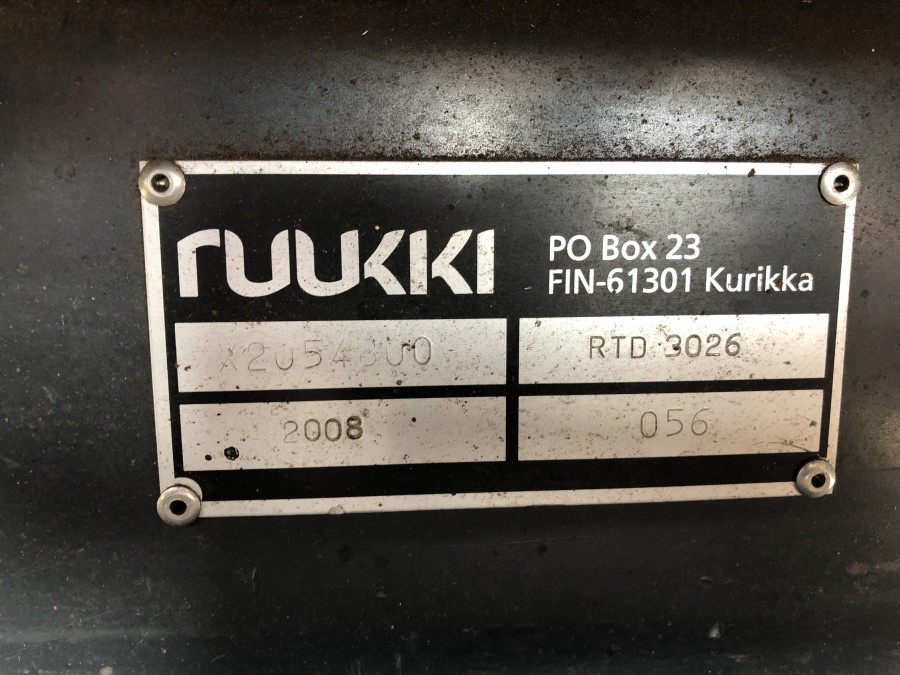 ruukki
PO Box 23
FIN-61301 Kurikka
RTD 3026
2008
056